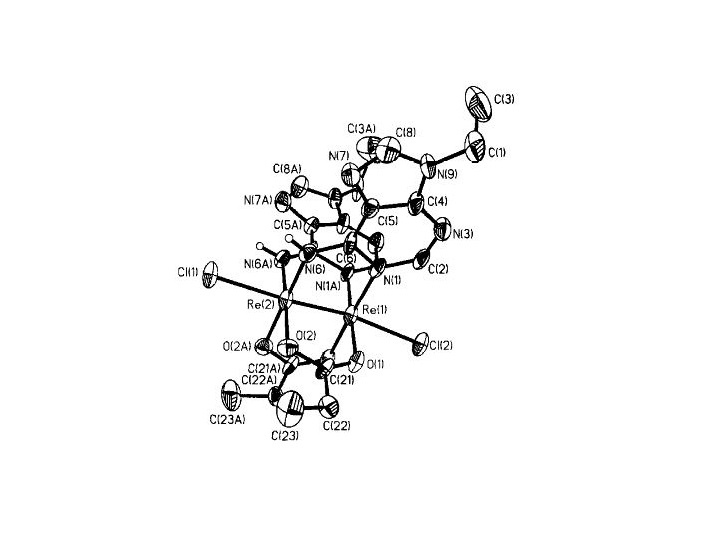 C(3)
C(3A)
C(8)
N(7)
C(1)
C(8A)
N(9)
N(7A)
C(4)
C(5A)
C(5)
N(3)
C(6)
N(6A)
N(6)
C(2)
Cl(1)
N(1A)
N(1)
Re(2)
Re(1)
O(2)
O(2A)
Cl(2)
C(21A)
O(1)
C(22A)
C(21)
C(23A)
C(22)
C(23)